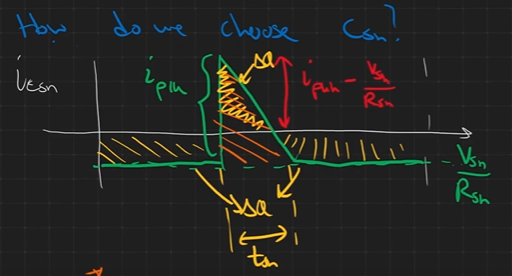 How do we choose Csn?
iCsn
ipk
ΔQ
ipk - Vsn/Rsn
- Vsn/Rsn
ΔQ
tsn